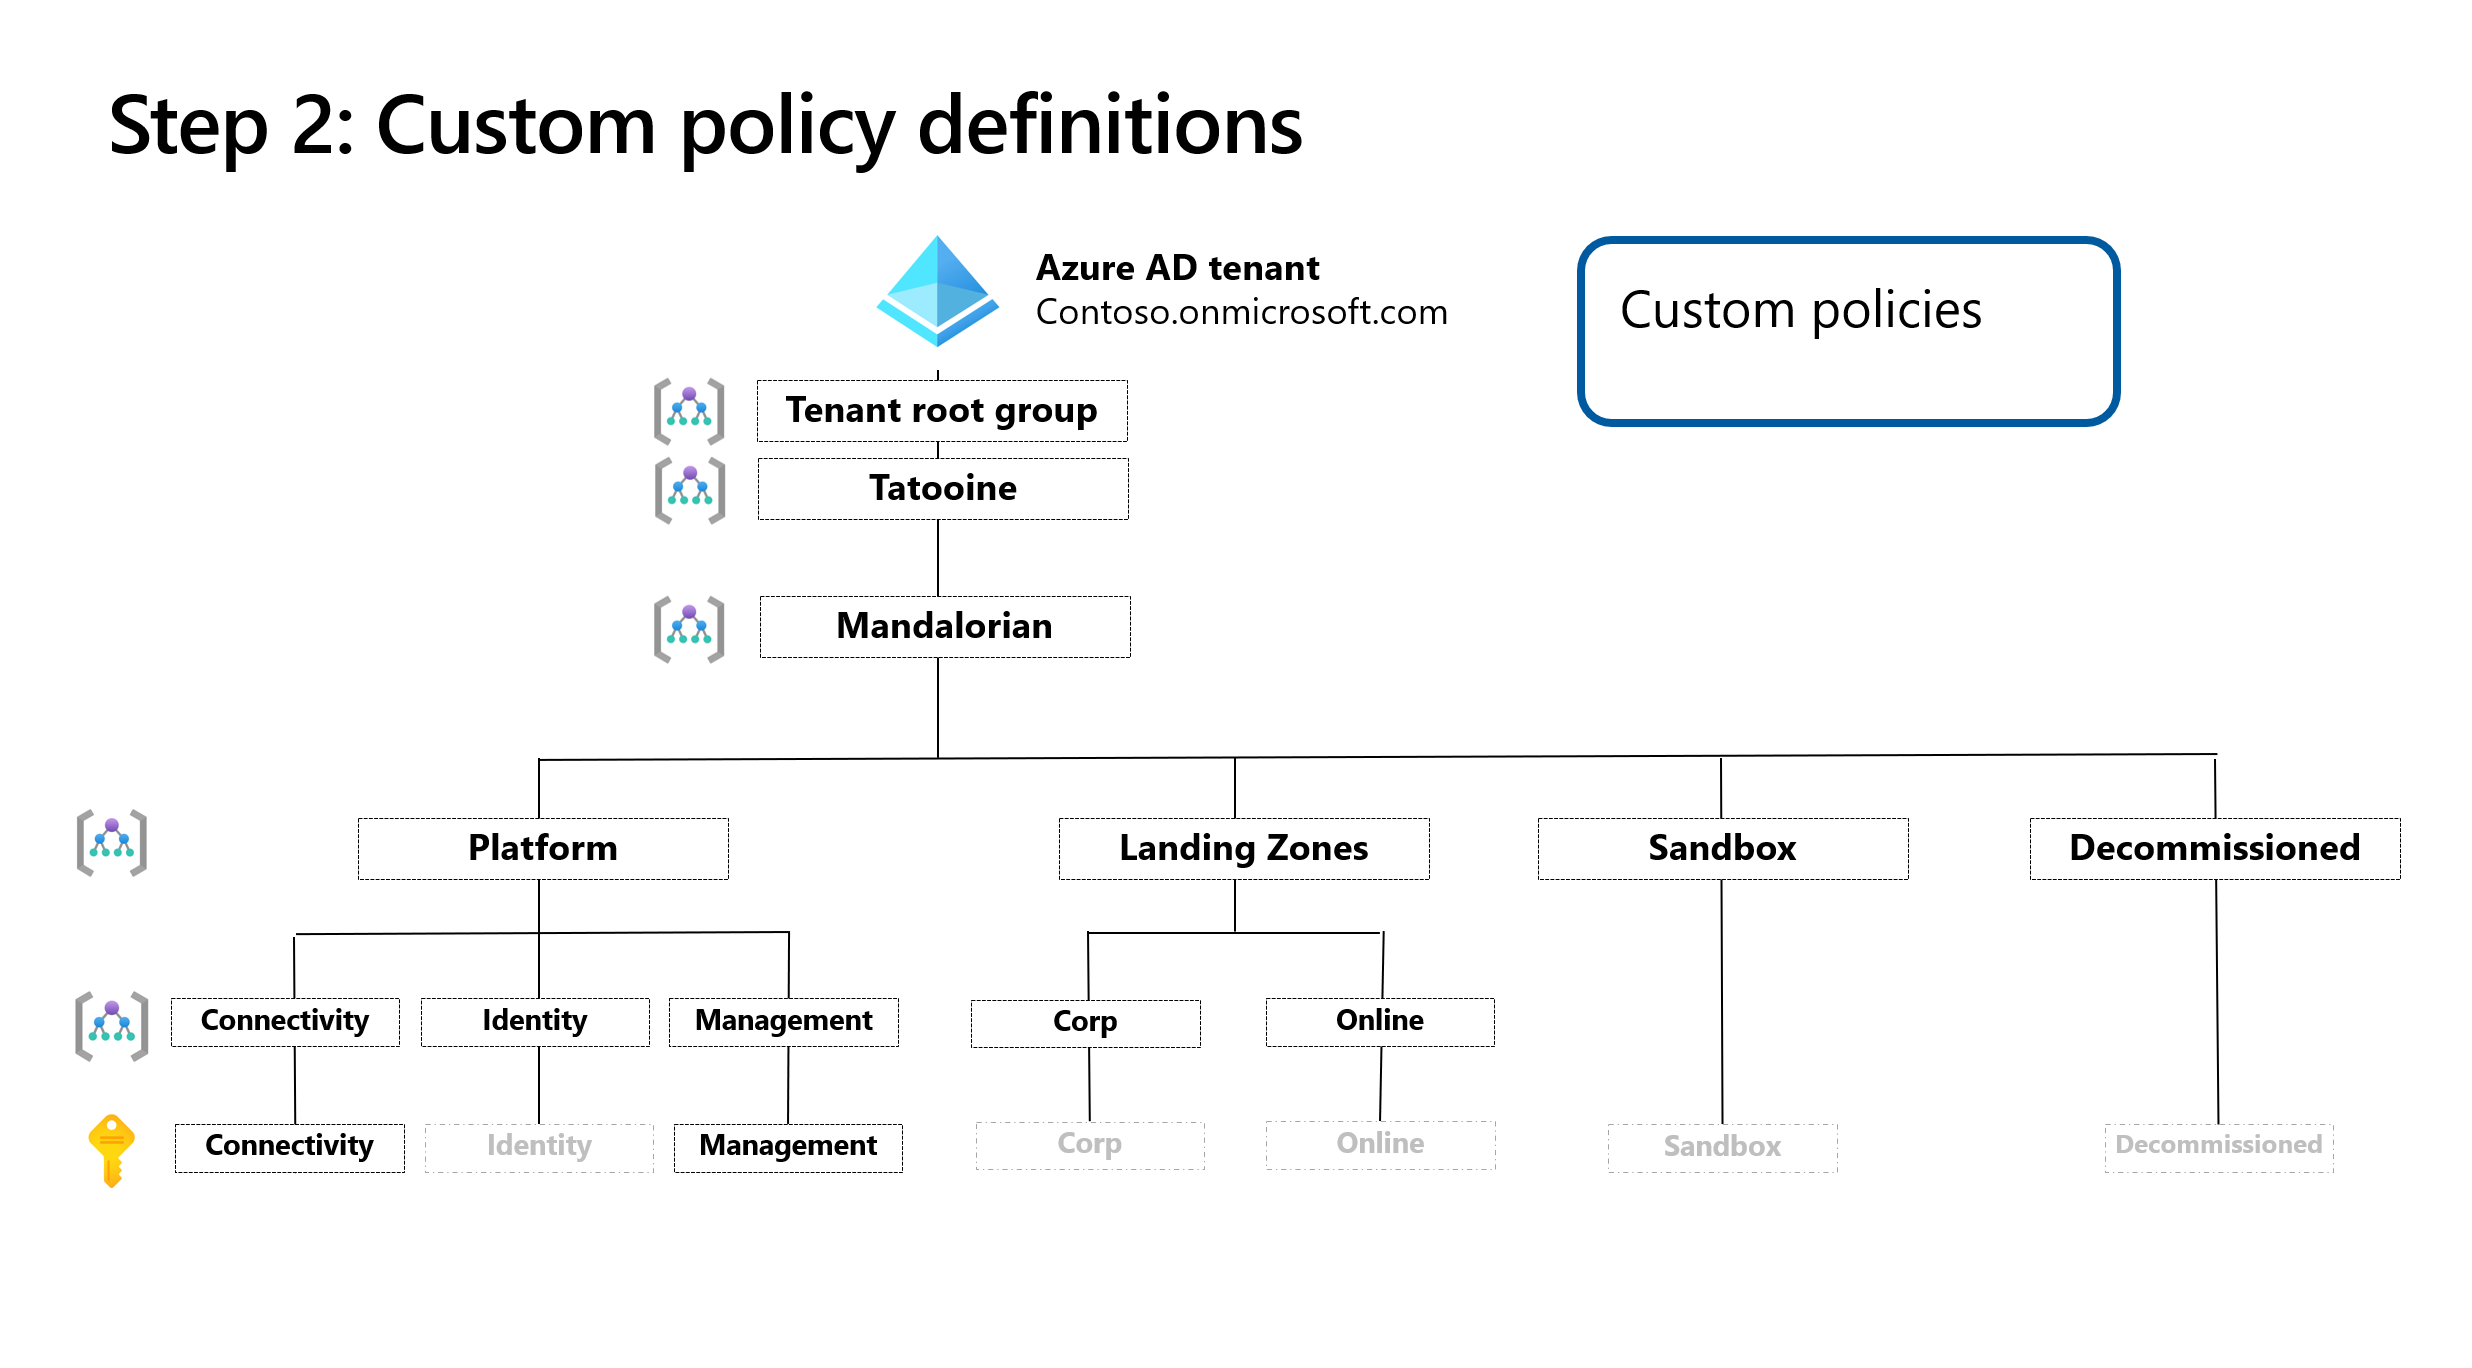 Step 2: Custom policy definitions
Azure AD tenant
Contoso.onmicrosoft.com
Custom policies
Tenant root group
Tatooine
Mandalorian
Platform
Landing Zones
Sandbox
Decommissioned
Connectivity
Identity
Management
Corp
Online
Connectivity
Identity
Management
Corp
Online
Sandbox
Decommissioned